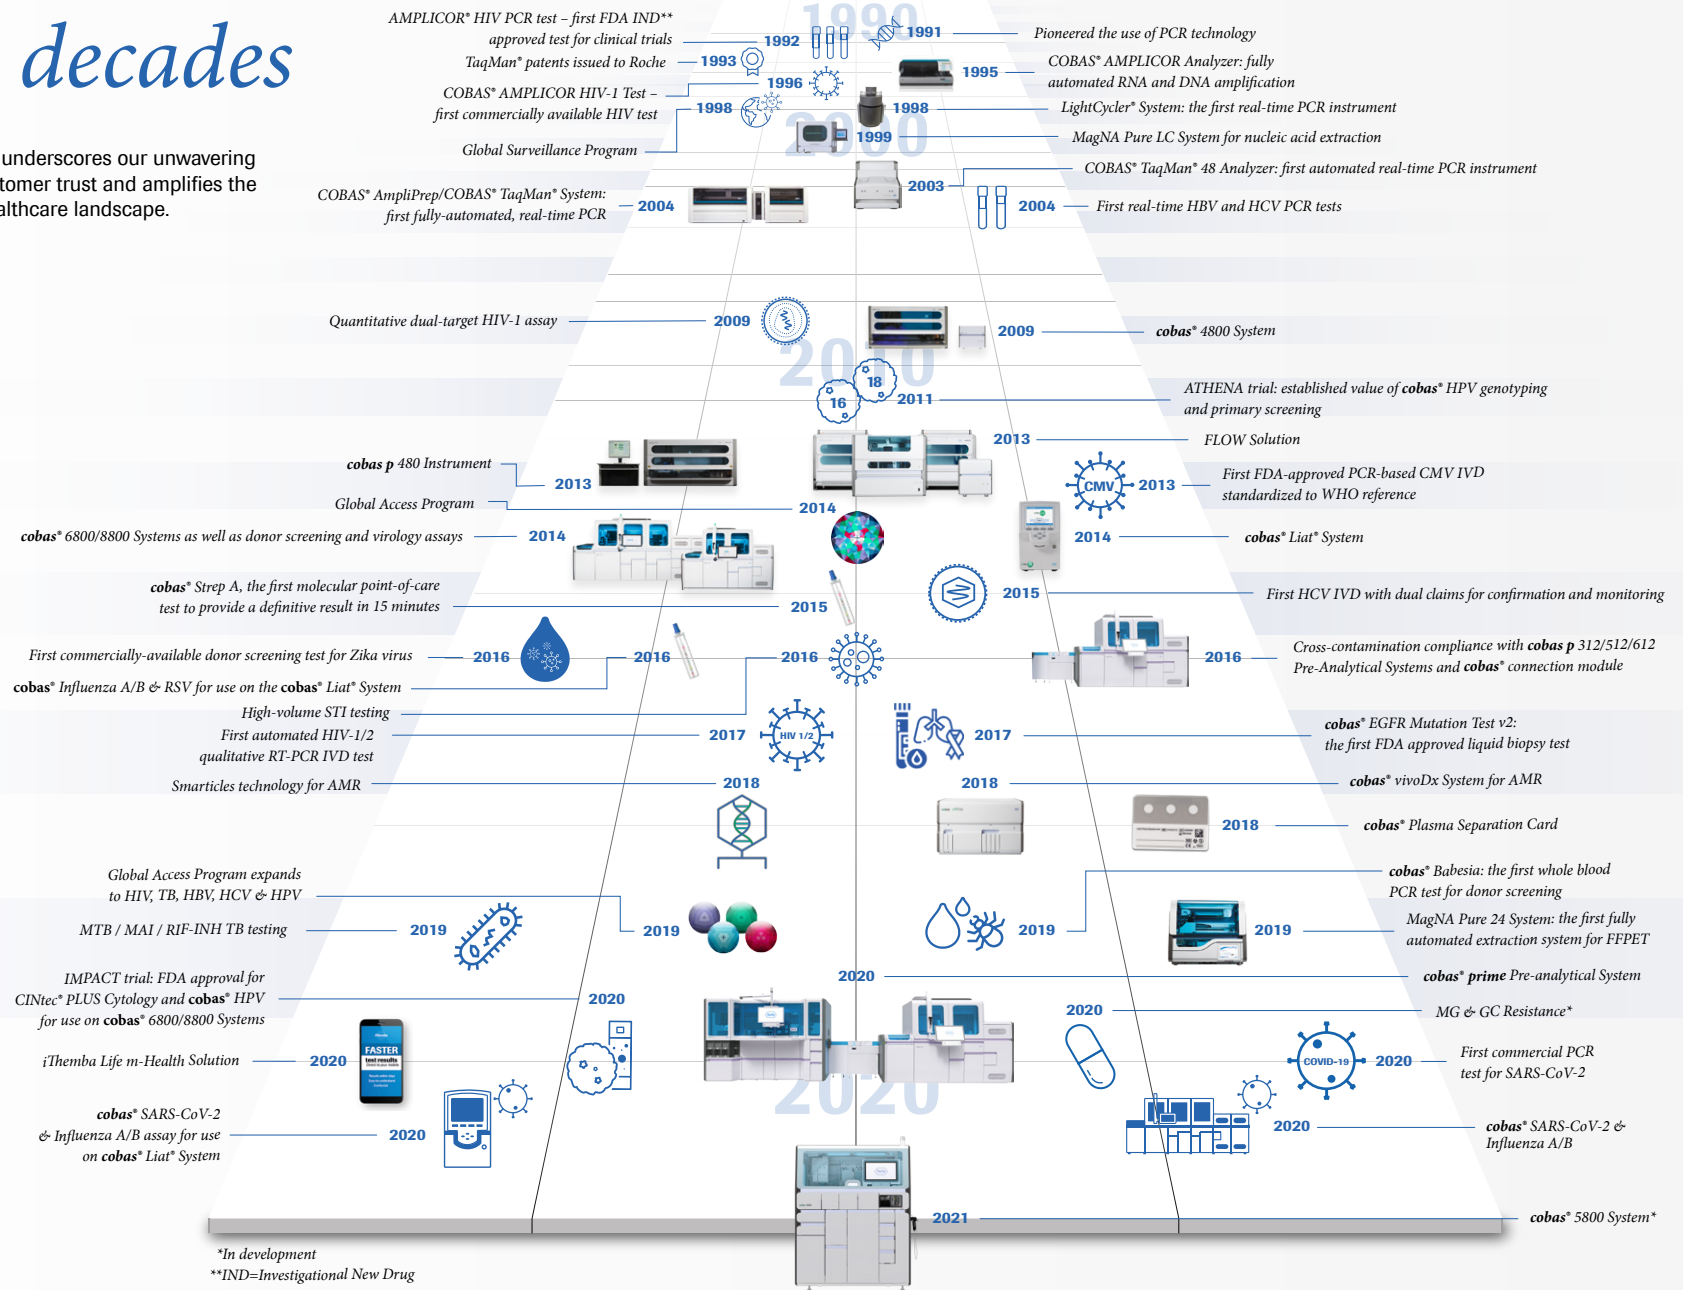 decades
underscores our unwavering
tomer trust and amplifies the
althcare landscape.
1990
AMPLICOR® HIV PCR test – first FDA IND**
approved test for clinical trials
1992
1991
Pioneered the use of PCR technology
TaqMan® patents issued to Roche
1993
1995
COBAS® AMPLICOR Analyzer: fully
automated RNA and DNA amplification
COBAS® AMPLICOR HIV-1 Test –
first commercially available HIV test
1996
1998
LightCycler® System: the first real-time PCR instrument
Global Surveillance Program
1998
2000
1999
MagNA Pure LC System for nucleic acid extraction
2003
COBAS® TaqMan® 48 Analyzer: first automated real-time PCR instrument
COBAS® AmpliPrep/COBAS® TaqMan® System:
first fully-automated, real-time PCR
2004
2004
First real-time HBV and HCV PCR tests
Quantitative dual-target HIV-1 assay
2009
2009
cobas® 4800 System
2010
18
16
2011
ATHENA trial: established value of cobas® HPV genotyping
and primary screening
2013
FLOW Solution
cobas p 480 Instrument
2013
CMV
2013
First FDA-approved PCR-based CMV IVD
standardized to WHO reference
Global Access Program
2014
cobas® 6800/8800 Systems as well as donor screening and virology assays
2014
2014
cobas® Liat® System
cobas® Strep A, the first molecular point-of-care
test to provide a definitive result in 15 minutes
2015
2015
First HCV IVD with dual claims for confirmation and monitoring
First commercially-available donor screening test for Zika virus
2016
2016
2016
2016
Cross-contamination compliance with cobas p 312/512/612
Pre-Analytical Systems and cobas® connection module
cobas® Influenza A/B & RSV for use on the cobas® Liat® System
High-volume STI testing
First automated HIV-1/2
qualitative RT-PCR IVD test
2017
HIV 1/2
2017
cobas® EGFR Mutation Test v2:
the first FDA approved liquid biopsy test
Smarticles technology for AMR
2018
2018
cobas® vivoDx System for AMR
2018
cobas® Plasma Separation Card
Global Access Program expands
to HIV, TB, HBV, HCV & HPV
2019
2019
cobas® Babesia: the first whole blood
PCR test for donor screening
MTB / MAI / RIF-INH TB testing
2019
2019
MagNA Pure 24 System: the first fully
automated extraction system for FFPET
2020
cobas® prime Pre-analytical System
IMPACT trial: FDA approval for
CINtec® PLUS Cytology and cobas® HPV
for use on cobas® 6800/8800 Systems
2020
2020
MG & GC Resistance*
iThemba Life m-Health Solution
2020
FASTER
test results
COVID-19
2020
First commercial PCR
test for SARS-CoV-2
2020
cobas® SARS-CoV-2
& Influenza A/B assay for use
on cobas® Liat® System
2020
2020
cobas® SARS-CoV-2 &
Influenza A/B
2021
cobas® 5800 System*
*In development
**IND=Investigational New Drug